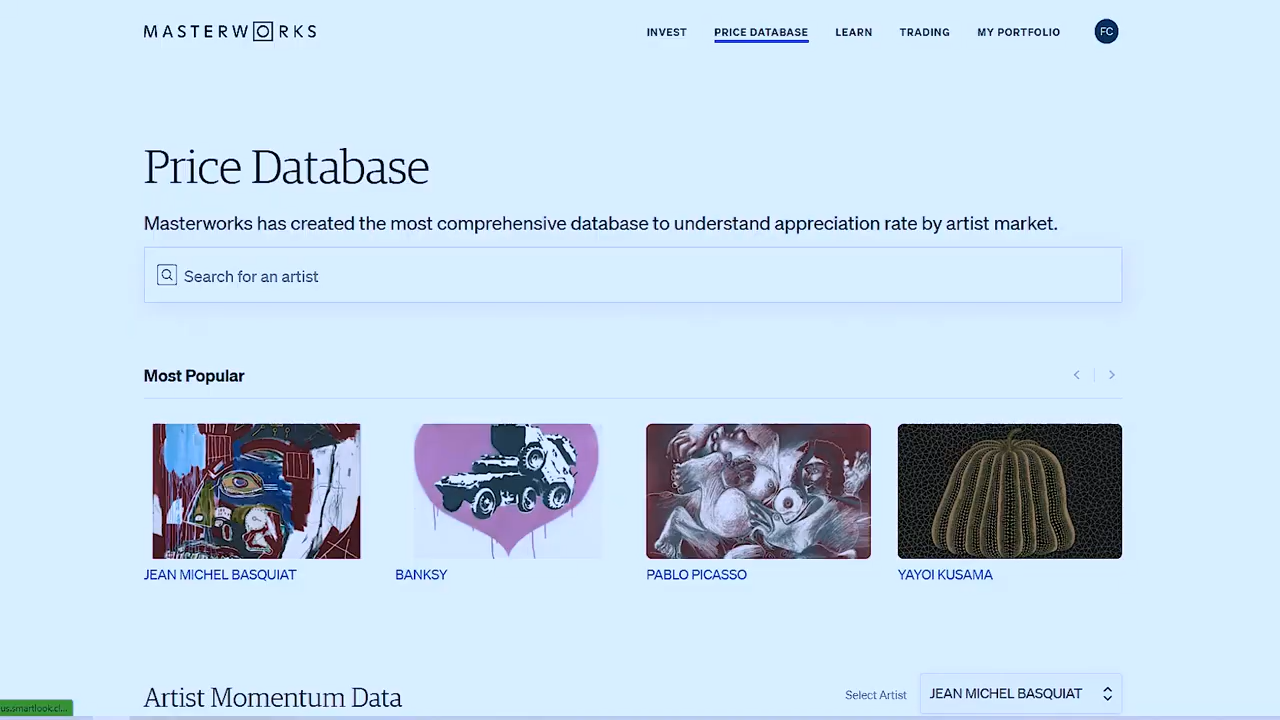 MASTERWORKS
INVEST PRICE DATABASE LEARN TRADING MY PORTFOLIO FC
Price Database
Masterworks has created the most comprehensive database to understand appreciation rate by artist market.
Search for an artist
Most Popular
JEAN MICHEL BASQUIAT BANKSY PABLO PICASSO YAYOI KUSAMA
Artist Momentum Data Select Artist JEAN MICHEL BASQUIAT
us.smartlook.cl...